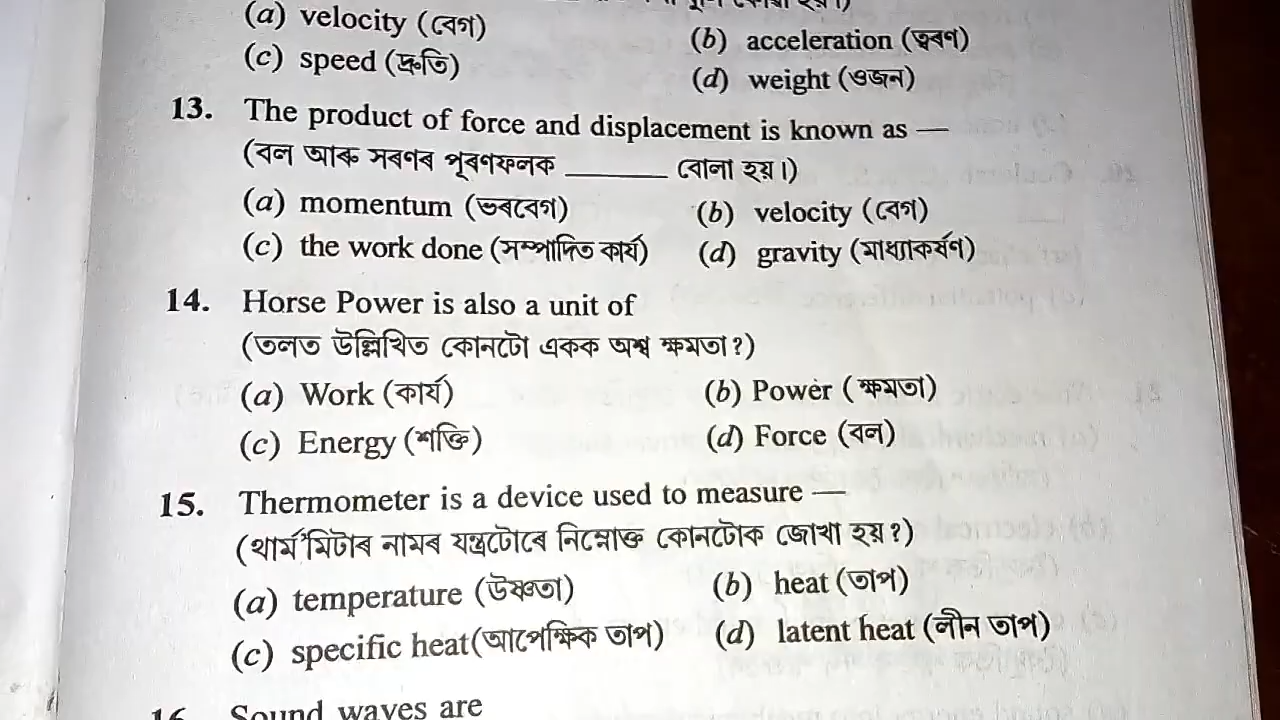 (a) velocity (বেগ) (b) acceleration (ত্বৰণ)
(c) speed (দ্ৰুতি) (d) weight (ওজন)
13. The product of force and displacement is known as —
(বল আৰু সৰণৰ পূৰণফলক ______ বোলা হয়।)
(a) momentum (ভৰবেগ) (b) velocity (বেগ)
(c) the work done (সম্পাদিত কাৰ্য) (d) gravity (মাধ্যাকৰ্ষণ)
14. Horse Power is also a unit of
(তলত উল্লিখিত কোনটো একক অশ্ব ক্ষমতা?)
(a) Work (কাৰ্য) (b) Power (ক্ষমতা)
(c) Energy (শক্তি) (d) Force (বল)
15. Thermometer is a device used to measure —
(থাৰ্ম'মিটাৰ নামৰ যন্ত্ৰটোৰে নিম্নোক্ত কোনটোক জোখা হয়?)
(a) temperature (উষ্ণতা) (b) heat (তাপ)
(c) specific heat(আপেক্ষিক তাপ) (d) latent heat (লীন তাপ)
16. Sound waves are